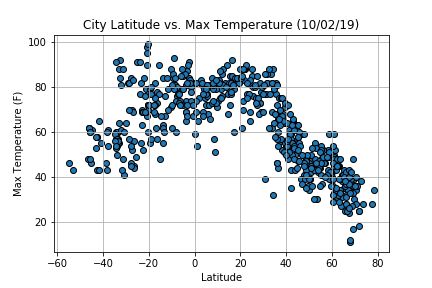 City Latitude vs. Max Temperature (10/02/19)
100
80
60
40
20
Max Temperature (F)
−60 −40 −20 0 20 40 60 80
Latitude